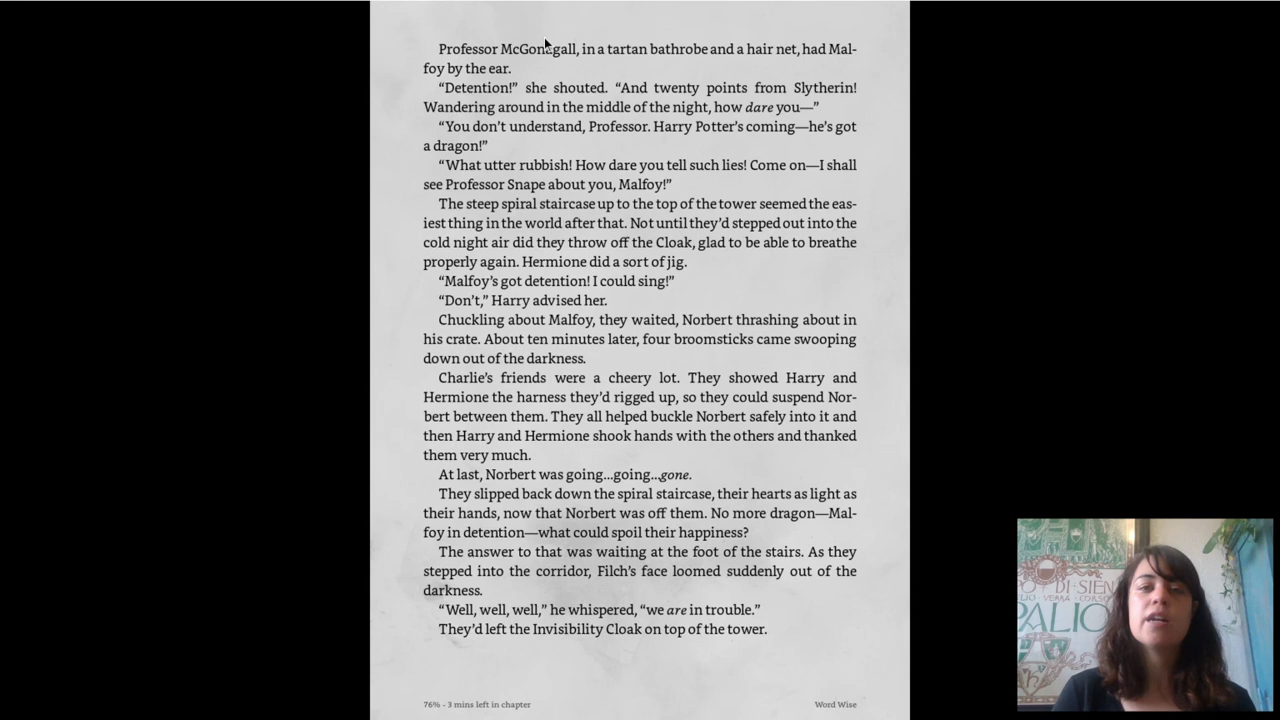 Professor McGonagall, in a tartan bathrobe and a hair net, had Mal-
foy by the ear.
“Detention!” she shouted. “And twenty points from Slytherin!
Wandering around in the middle of the night, how dare you—”
“You don’t understand, Professor. Harry Potter’s coming—he’s got
a dragon!”
“What utter rubbish! How dare you tell such lies! Come on—I shall
see Professor Snape about you, Malfoy!”
The steep spiral staircase up to the top of the tower seemed the eas-
iest thing in the world after that. Not until they’d stepped out into the
cold night air did they throw off the Cloak, glad to be able to breathe
properly again. Hermione did a sort of jig.
“Malfoy’s got detention! I could sing!”
“Don’t,” Harry advised her.
Chuckling about Malfoy, they waited, Norbert thrashing about in
his crate. About ten minutes later, four broomsticks came swooping
down out of the darkness.
Charlie’s friends were a cheery lot. They showed Harry and
Hermione the harness they’d rigged up, so they could suspend Nor-
bert between them. They all helped buckle Norbert safely into it and
then Harry and Hermione shook hands with the others and thanked
them very much.
At last, Norbert was going...going...gone.
They slipped back down the spiral staircase, their hearts as light as
their hands, now that Norbert was off them. No more dragon—Mal-
foy in detention—what could spoil their happiness?
The answer to that was waiting at the foot of the stairs. As they
stepped into the corridor, Filch’s face loomed suddenly out of the
darkness.
“Well, well, well,” he whispered, “we are in trouble.”
They’d left the Invisibility Cloak on top of the tower.
76% - 3 mins left in chapter
Word Wise
DI SIEN
PALIO